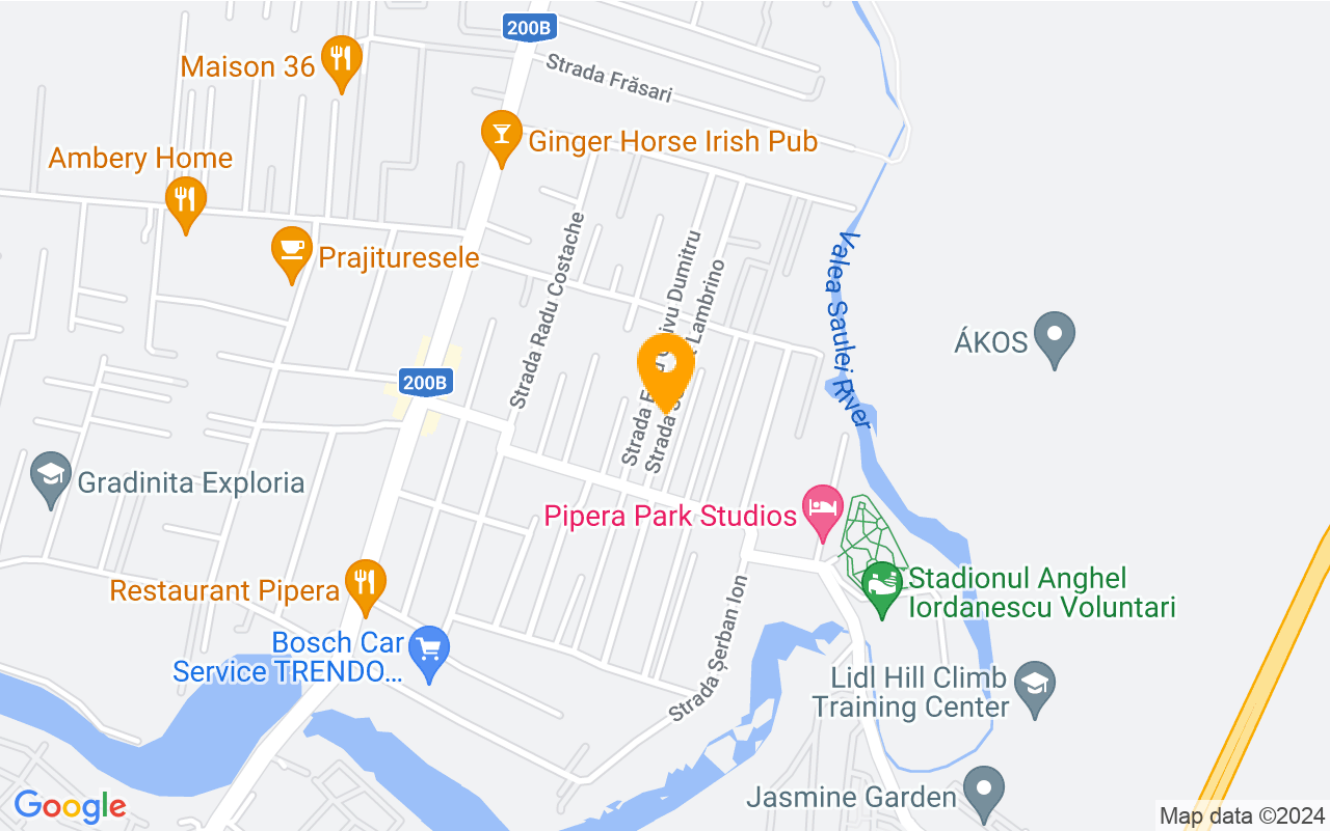 200B
Strada Frăsari
Maison 36
Ginger Horse Irish Pub
Ambery Home
Strada Radu Costache
Valea Saulei River
Prajituresele
Dumitru
Lambrino
ÁKOS
200B
Strada
Strada
Gradinita Exploria
Pipera Park Studios
Stadionul Anghel
Iordanescu Voluntari
Restaurant Pipera
Strada Șerban Ion
Bosch Car
Service TRENDO...
Lidl Hill Climb
Training Center
Jasmine Garden
Google
Map data ©2024